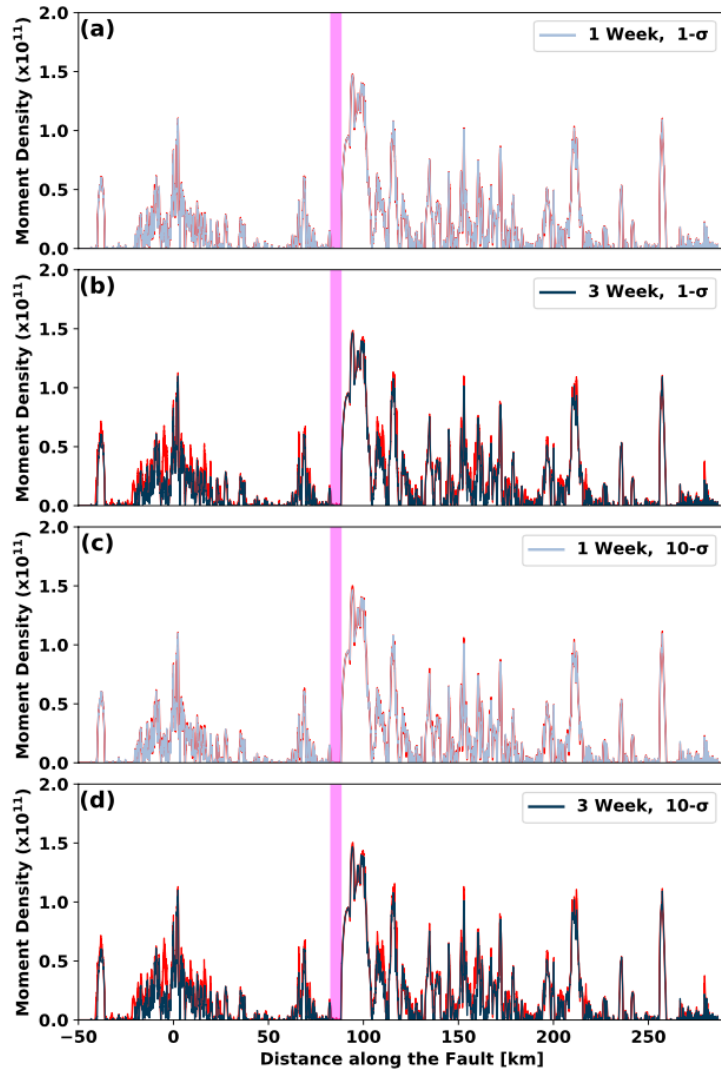 (a)
1 Week, 1-σ
Moment Density (x10¹¹)
2.0
1.5
1.0
0.5
0.0
(b)
3 Week, 1-σ
Moment Density (x10¹¹)
2.0
1.5
1.0
0.5
0.0
(c)
1 Week, 10-σ
Moment Density (x10¹¹)
2.0
1.5
1.0
0.5
0.0
(d)
3 Week, 10-σ
Moment Density (x10¹¹)
2.0
1.5
1.0
0.5
0.0
−50 0 50 100 150 200 250
Distance along the Fault [km]